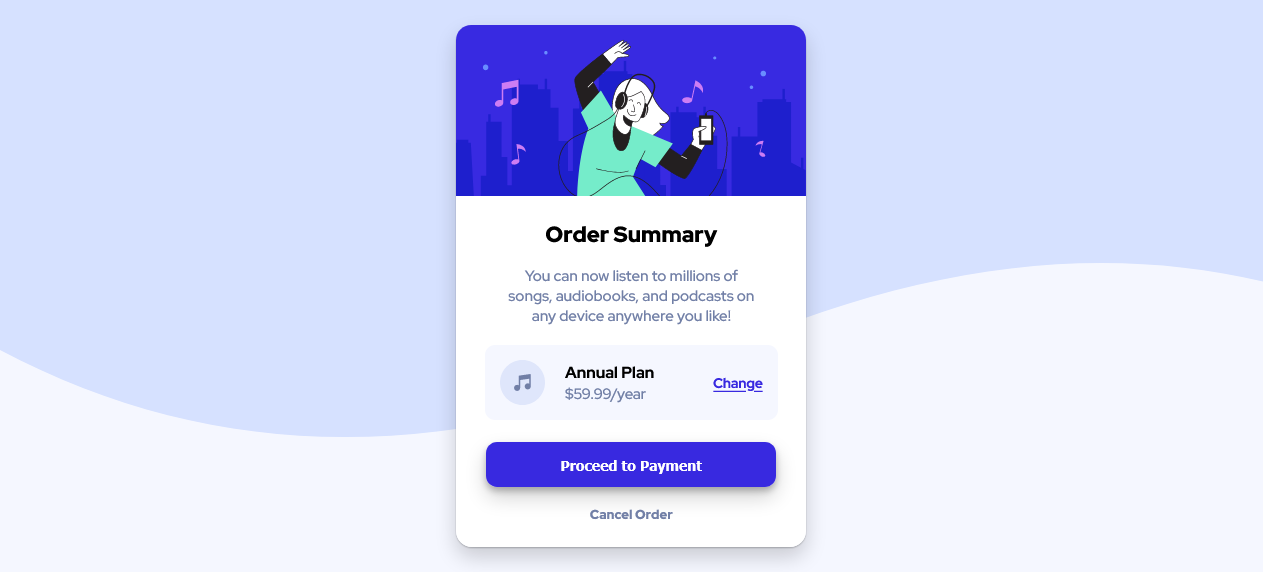 Order Summary
You can now listen to millions of
songs, audiobooks, and podcasts on
any device anywhere you like!
Annual Plan
$59.99/year
Change
Proceed to Payment
Cancel Order